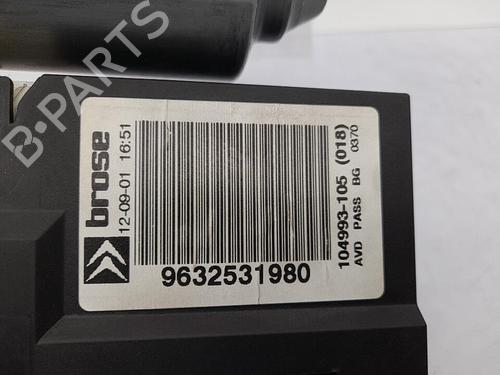 B-PARTS
brose
12-09-01 16:51
9632531980
104993-105 (018)
AVD PASS BG 0370